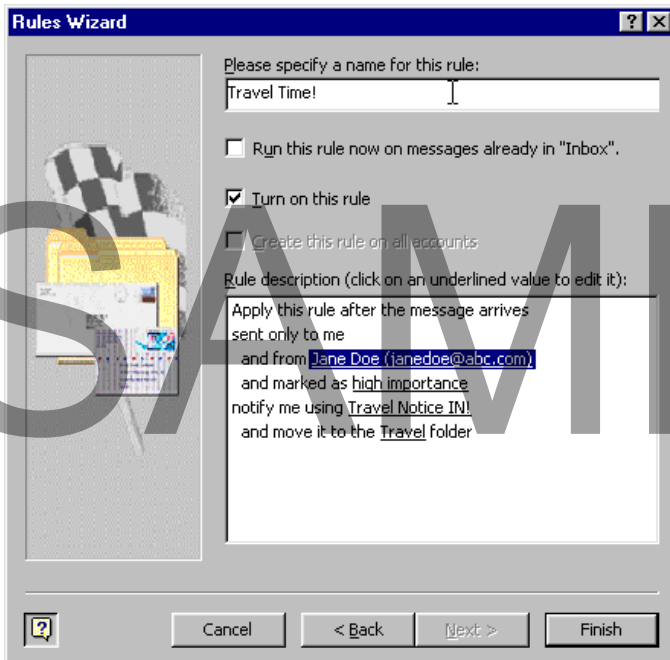 Rules Wizard
Please specify a name for this rule:
Travel Time!
Run this rule now on messages already in "Inbox".
Turn on this rule
Create this rule on all accounts
Rule description (click on an underlined value to edit it):
Apply this rule after the message arrives
sent only to me
and from Jane Doe (janedoe@abc.com)
and marked as high importance
notify me using Travel Notice IN!
and move it to the Travel folder
Cancel
< Back
Next >
Finish